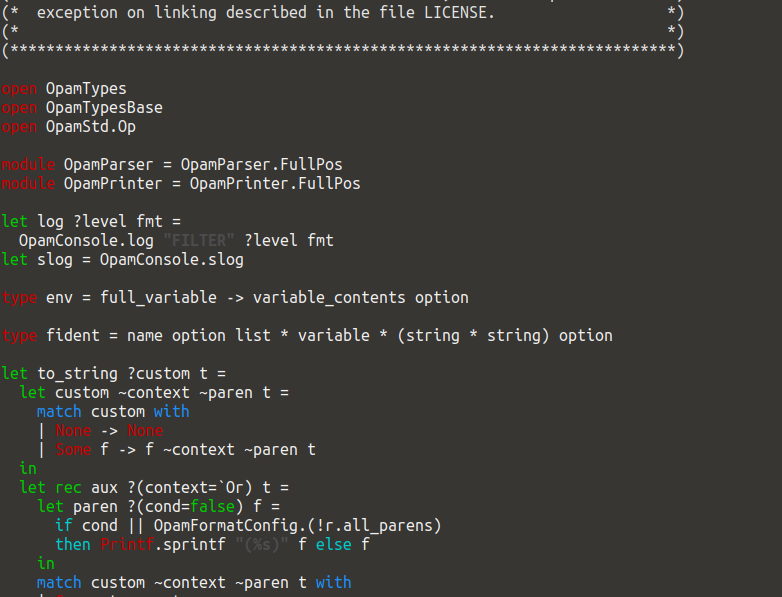 (*  exception on linking described in the file LICENSE.                   *)
(*                                                                        *)
(**************************************************************************)

open OpamTypes
open OpamTypesBase
open OpamStd.Op

module OpamParser = OpamParser.FullPos
module OpamPrinter = OpamPrinter.FullPos

let log ?level fmt =
  OpamConsole.log "FILTER" ?level fmt
let slog = OpamConsole.slog

type env = full_variable -> variable_contents option

type fident = name option list * variable * (string * string) option

let to_string ?custom t =
  let custom ~context ~paren t =
    match custom with
    | None -> None
    | Some f -> f ~context ~paren t
  in
  let rec aux ?(context=`Or) t =
    let paren ?(cond=false) f =
      if cond || OpamFormatConfig.(!r.all_parens)
      then Printf.sprintf "(%s)" f else f
    in
    match custom ~context ~paren t with